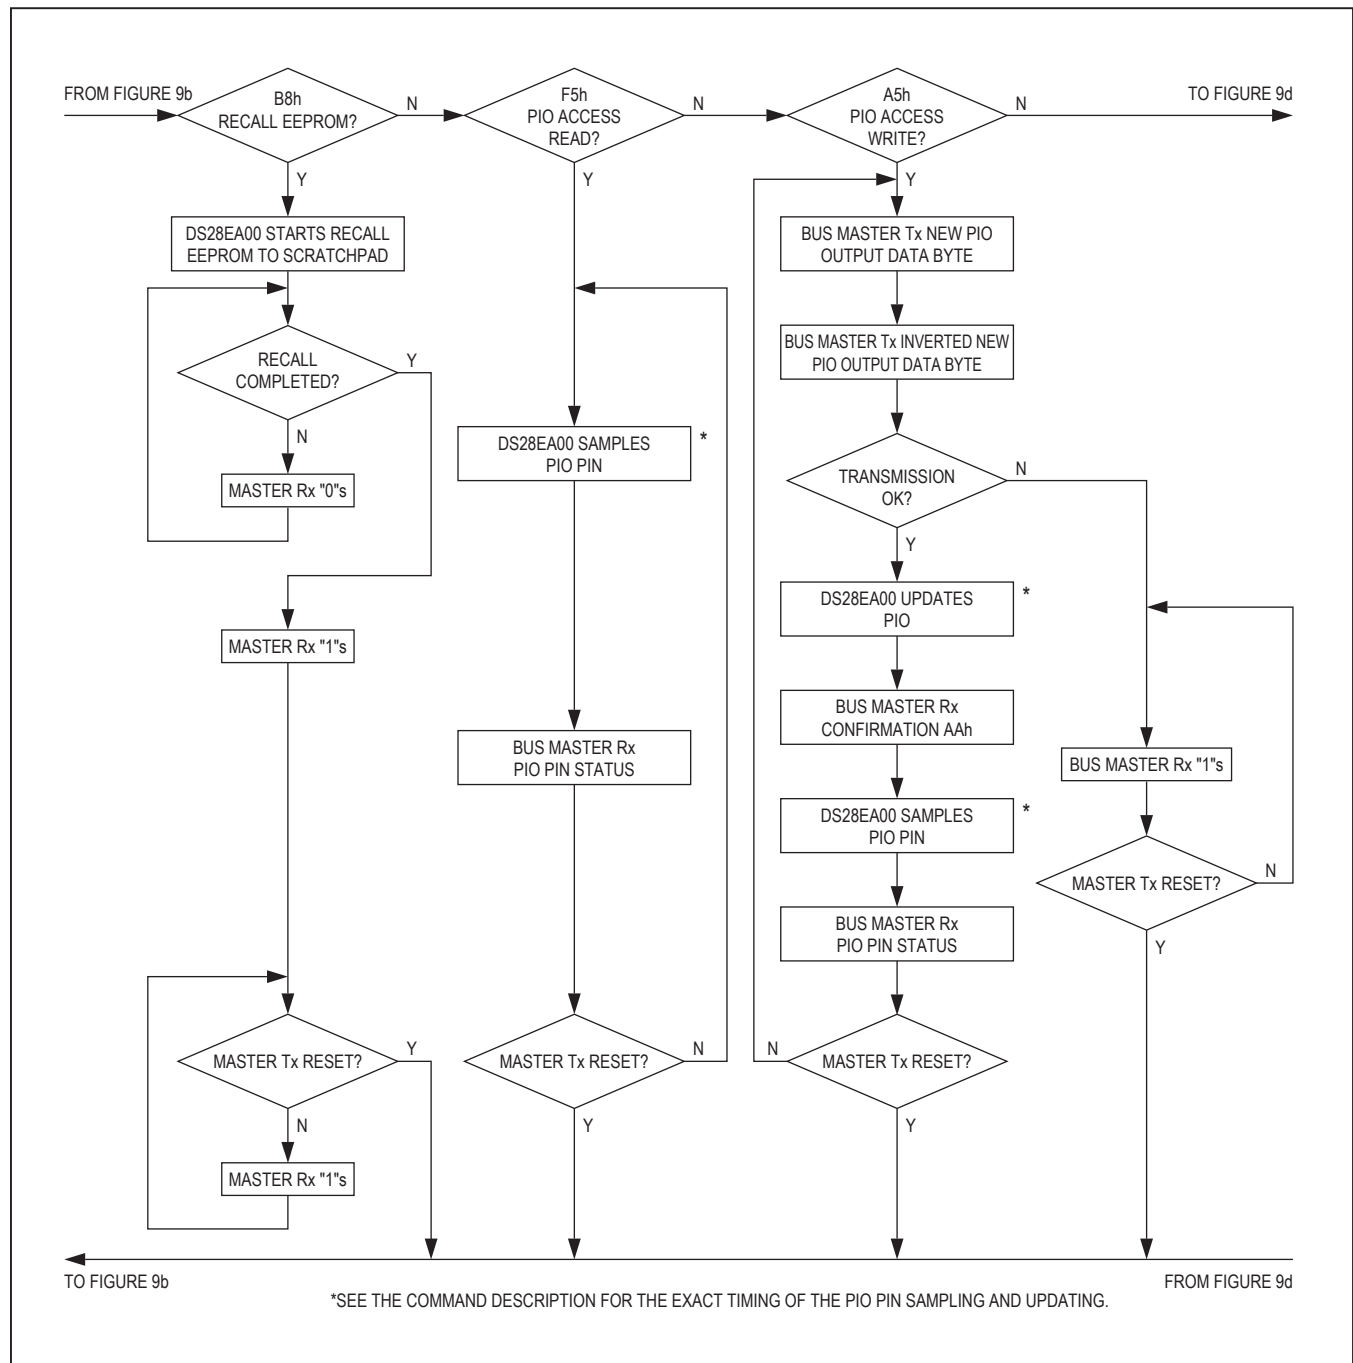 FROM FIGURE 9b
B8h
RECALL EEPROM?
N
F5h
PIO ACCESS
READ?
N
A5h
PIO ACCESS
WRITE?
N
TO FIGURE 9d
Y
DS28EA00 STARTS RECALL
EEPROM TO SCRATCHPAD
RECALL
COMPLETED?
Y
N
MASTER Rx "0"s
MASTER Rx "1"s
MASTER Tx RESET?
Y
N
MASTER Rx "1"s
Y
DS28EA00 SAMPLES
PIO PIN
*
BUS MASTER Rx
PIO PIN STATUS
MASTER Tx RESET?
N
Y
Y
BUS MASTER Tx NEW PIO
OUTPUT DATA BYTE
BUS MASTER Tx INVERTED NEW
PIO OUTPUT DATA BYTE
TRANSMISSION
OK?
N
Y
DS28EA00 UPDATES
PIO
*
BUS MASTER Rx
CONFIRMATION AAh
DS28EA00 SAMPLES
PIO PIN
*
BUS MASTER Rx
PIO PIN STATUS
N
MASTER Tx RESET?
Y
BUS MASTER Rx "1"s
MASTER Tx RESET?
N
Y
TO FIGURE 9b
FROM FIGURE 9d
*SEE THE COMMAND DESCRIPTION FOR THE EXACT TIMING OF THE PIO PIN SAMPLING AND UPDATING.